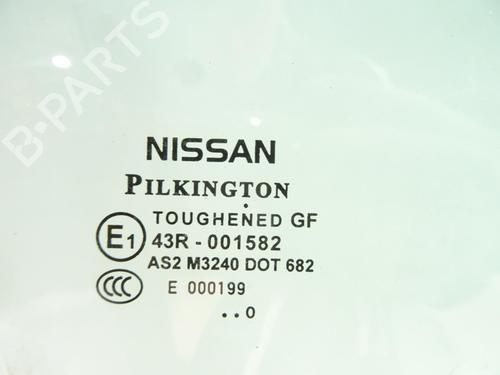 B-PARTS
NISSAN
PILKINGTON
TOUGHENED GF
E1 43R - 001582
AS2 M3240 DOT 682
CCC E 000199
..0